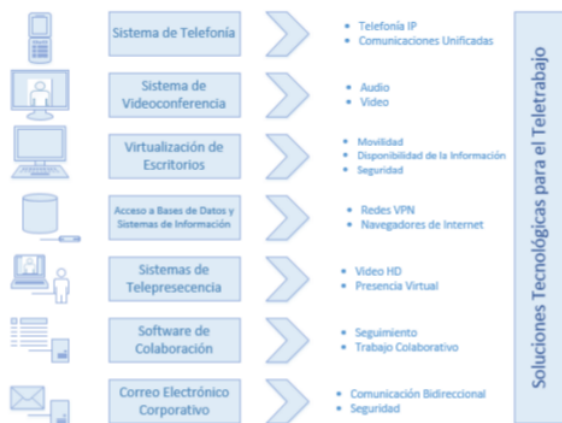 Sistema de Telefonía
• Telefonía IP
• Comunicaciones Unificadas
Sistema de
Videoconferencia
• Audio
• Video
Virtualización de
Escritorios
• Movilidad
• Disponibilidad de la Información
• Seguridad
Acceso a Bases de Datos y
Sistemas de Información
• Redes VPN
• Navegadores de Internet
Sistemas de
Telepresecencia
• Video HD
• Presencia Virtual
Software de
Colaboración
• Seguimiento
• Trabajo Colaborativo
Correo Electrónico
Corporativo
• Comunicación Bidireccional
• Seguridad
Soluciones Tecnológicas para el Teletrabajo